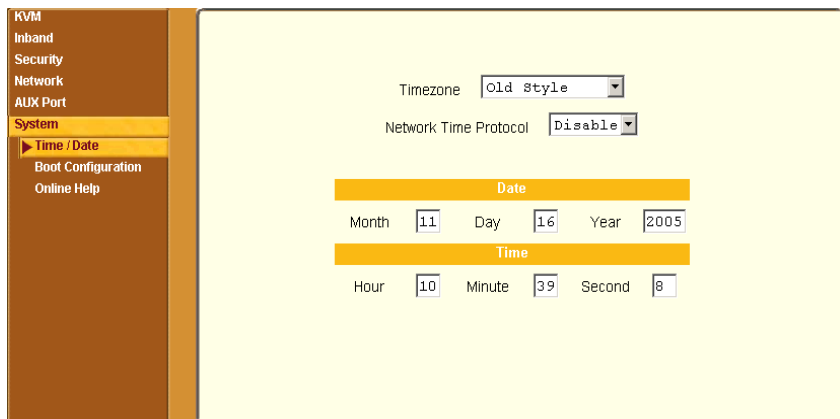 KVM
Inband
Security
Network
AUX Port
System
Time / Date
Boot Configuration
Online Help
Timezone Old Style
Network Time Protocol Disable
Date
Month 11 Day 16 Year 2005
Time
Hour 10 Minute 39 Second 8